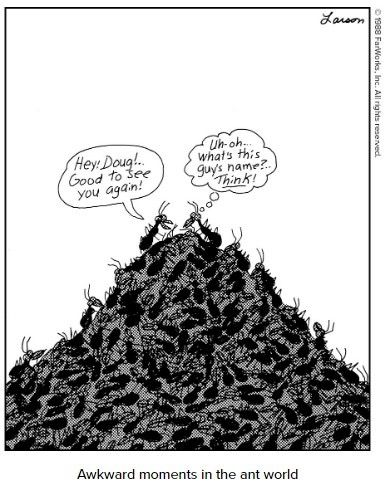 Larson
© 1988 FarWorks, Inc. All rights reserved.
Hey! Doug!..
Good to see
you again!
Uh-oh...
what's this
guy's name?..
Think!
Awkward moments in the ant world